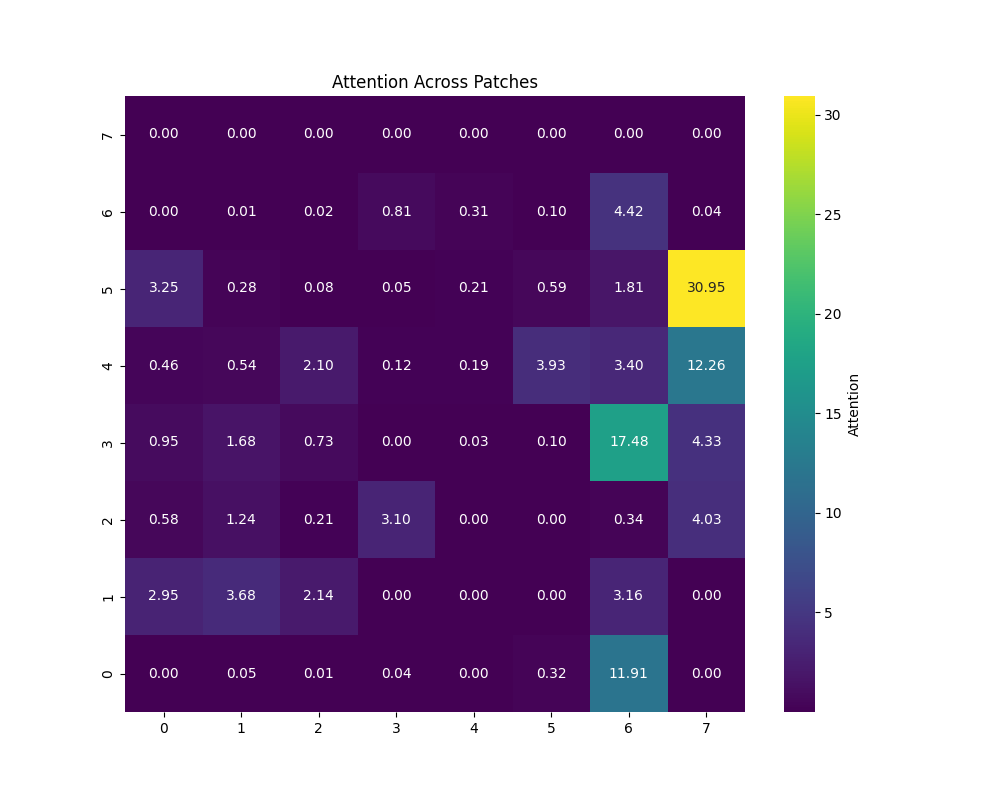 Attention Across Patches
7 0.00 0.00 0.00 0.00 0.00 0.00 0.00 0.00
6 0.00 0.01 0.02 0.81 0.31 0.10 4.42 0.04
5 3.25 0.28 0.08 0.05 0.21 0.59 1.81 30.95
4 0.46 0.54 2.10 0.12 0.19 3.93 3.40 12.26
3 0.95 1.68 0.73 0.00 0.03 0.10 17.48 4.33
2 0.58 1.24 0.21 3.10 0.00 0.00 0.34 4.03
1 2.95 3.68 2.14 0.00 0.00 0.00 3.16 0.00
0 0.00 0.05 0.01 0.04 0.00 0.32 11.91 0.00
0 1 2 3 4 5 6 7
30
25
20
15
10
5
Attention